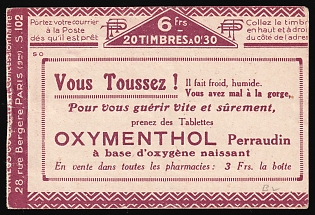 Portez votre courrier
à la Poste
dès qu'il est prêt
6 Frs
20 TIMBRES à 0'30
Collez le timbre
en haut et à droite
du côté de l'adresse
S O
Vous Toussez !
Il fait froid, humide.
Vous avez mal à la gorge,
Pour vous guérir vite et sûrement,
prenez des Tablettes
OXYMENTHOL Perraudin
à base d'oxygène naissant
En vente dans toutes les pharmacies: 3 Frs. la boîte
28, rue Bergère, PARIS (9me). S.102